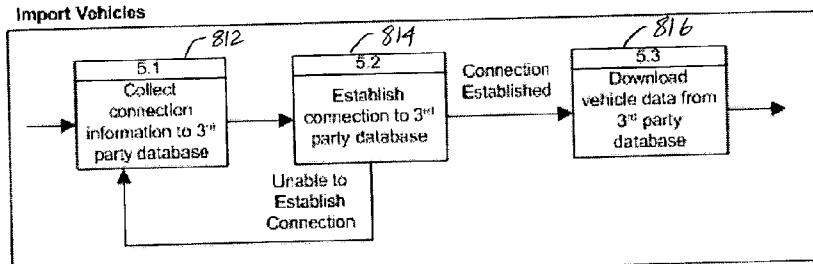 Import Vehicles
812
814
816
5.1
Collect
connection
information to 3rd
party database
5.2
Establish
connection to 3rd
party database
Connection
Established
5.3
Download
vehicle data from
3rd party
database
Unable to
Establish
Connection